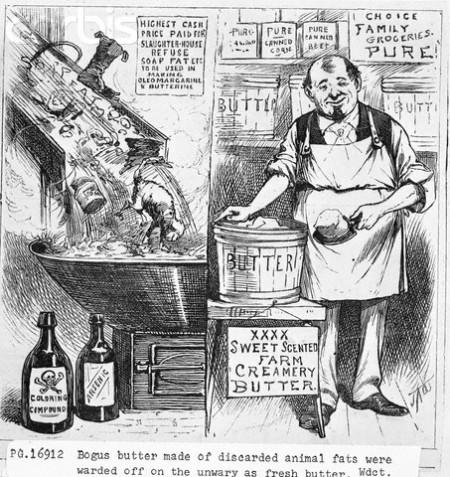 HIGHEST CASH
PRICE PAID FOR
SLAUGHTER-HOUSE
REFUSE
SOAP FAT ETC
TO BE USED IN
MAKING
OLEOMARGARINE
& BUTTERINE
PURE
PURE
CANNED
CORN.
PURE
CANNED
BEEF.
CHOICE
FAMILY
GROCERIES.
PURE!
BUTTER
BUTT
BUTTER!
XXXX
SWEET SCENTED
FARM
CREAMERY
BUTTER.
COLORING
COMPOUND
ARSENIC
PG.16912 Bogus butter made of discarded animal fats were
warded off on the unwary as fresh butter. Wdct.